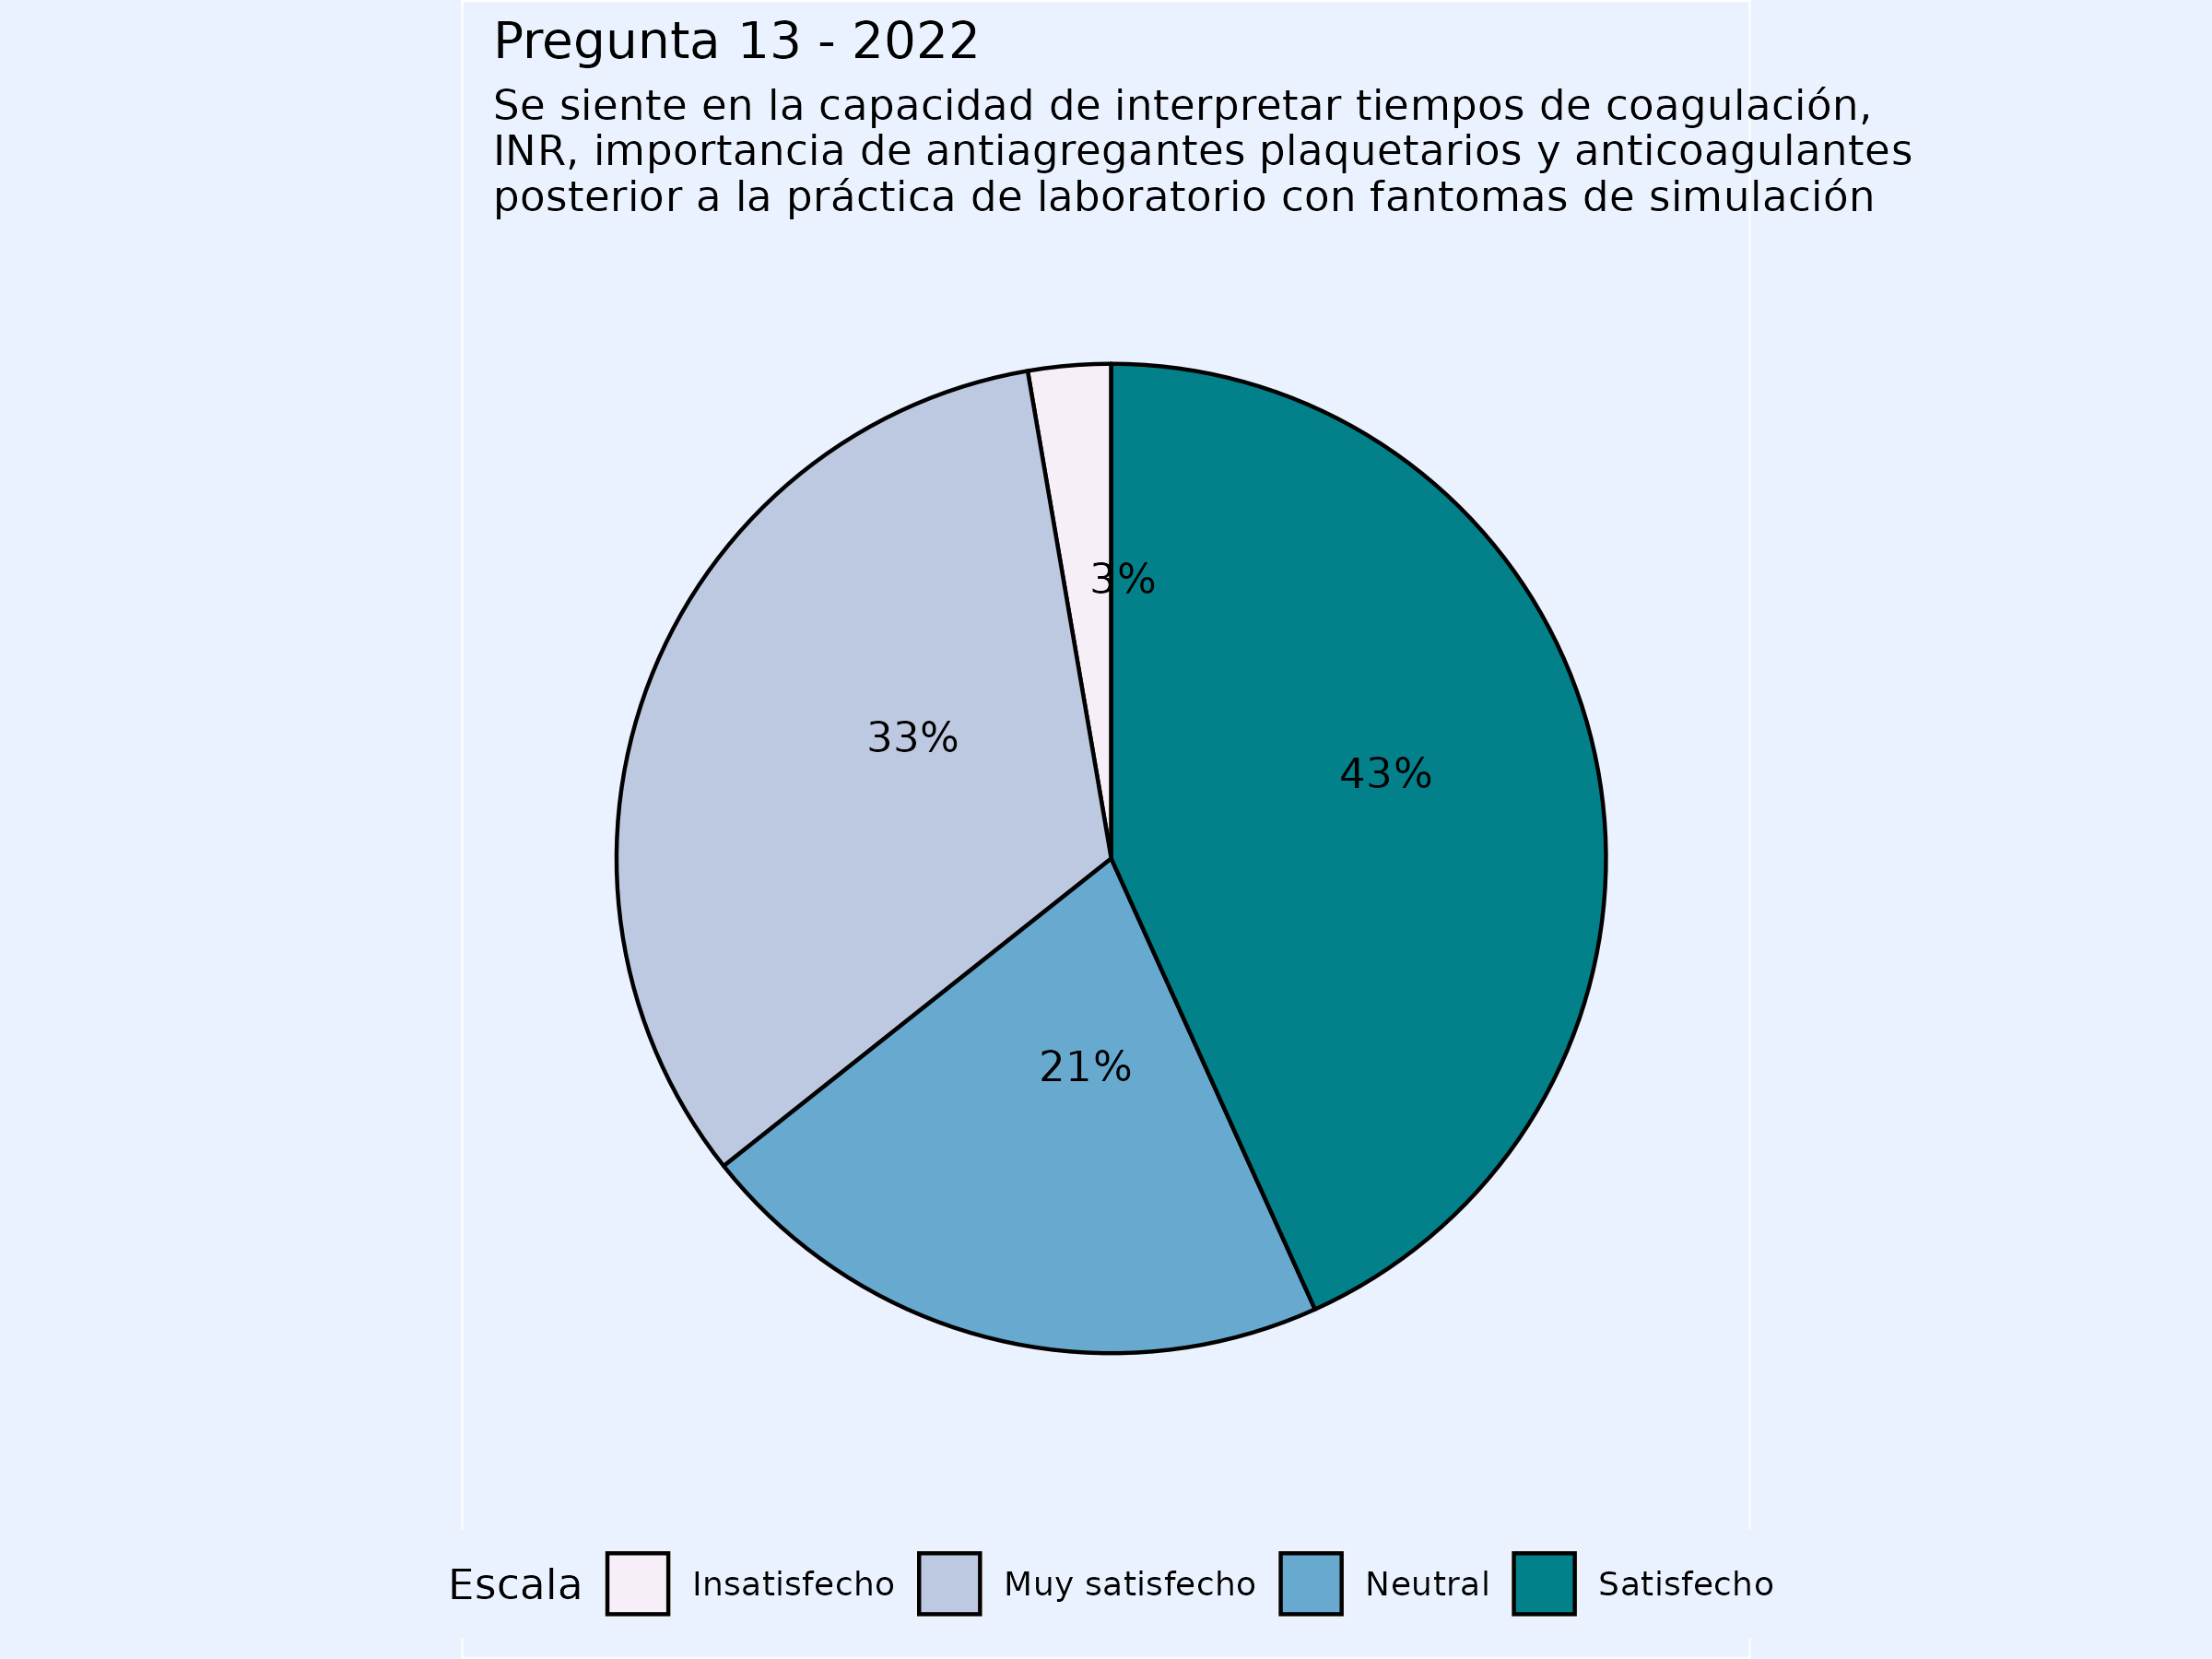 Pregunta 13 - 2022
Se siente en la capacidad de interpretar tiempos de coagulación,
INR, importancia de antiagregantes plaquetarios y anticoagulantes
posterior a la práctica de laboratorio con fantomas de simulación
3%
33%
43%
21%
Escala
Insatisfecho
Muy satisfecho
Neutral
Satisfecho